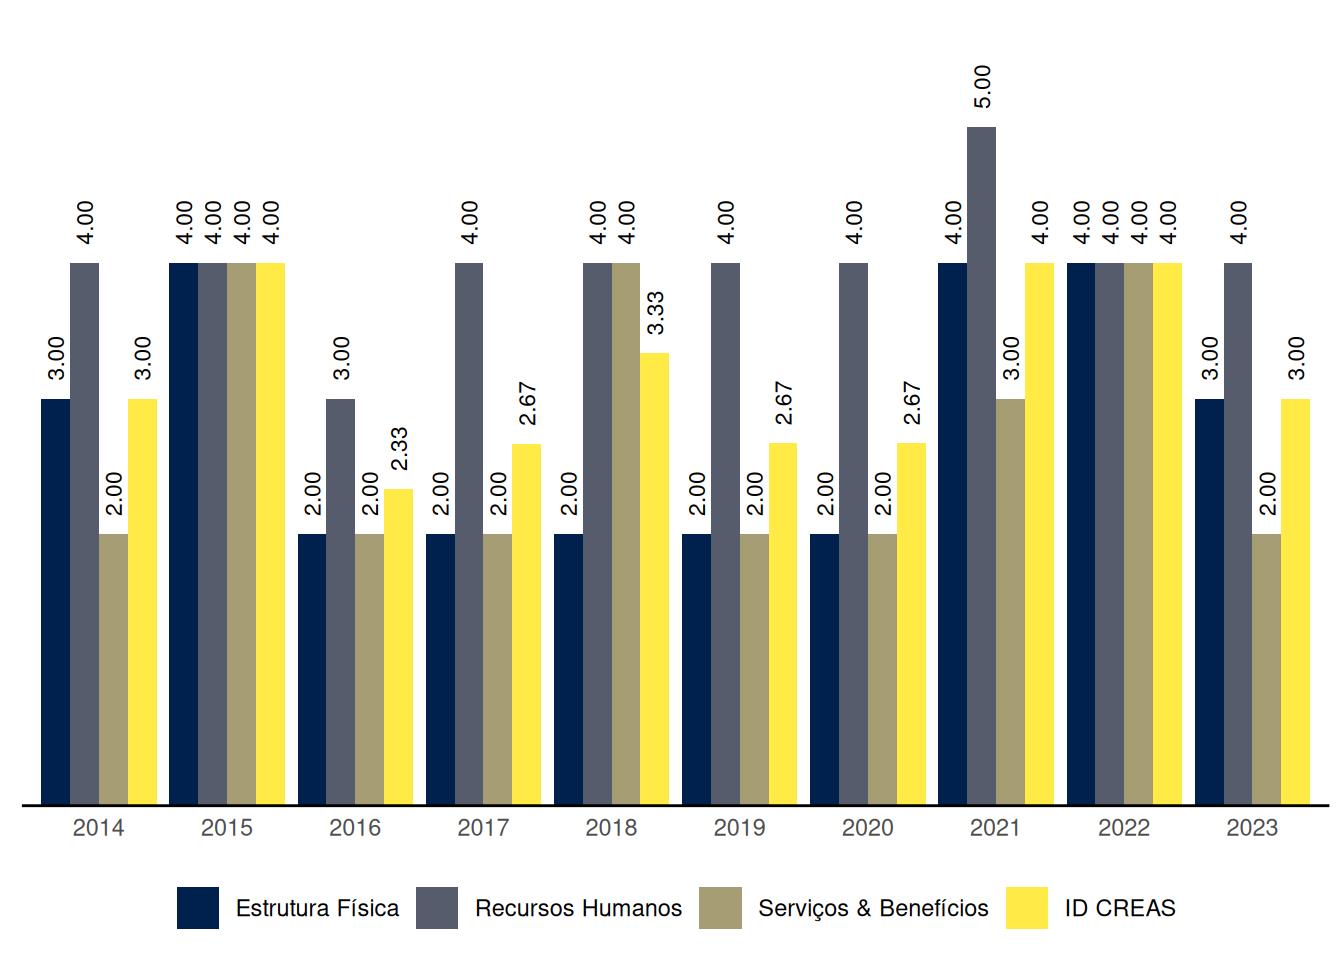 5.00
4.00 4.00 4.00 4.00 4.00 4.00 4.00 4.00 4.00 4.00 4.00 4.00 4.00 4.00 4.00 4.00 4.00 4.00
3.33
3.00 3.00 3.00 3.00 3.00 3.00
2.67 2.67 2.67
2.33
2.00 2.00 2.00 2.00 2.00 2.00 2.00 2.00 2.00 2.00 2.00
2014 2015 2016 2017 2018 2019 2020 2021 2022 2023
Estrutura Física Recursos Humanos Serviços & Benefícios ID CREAS